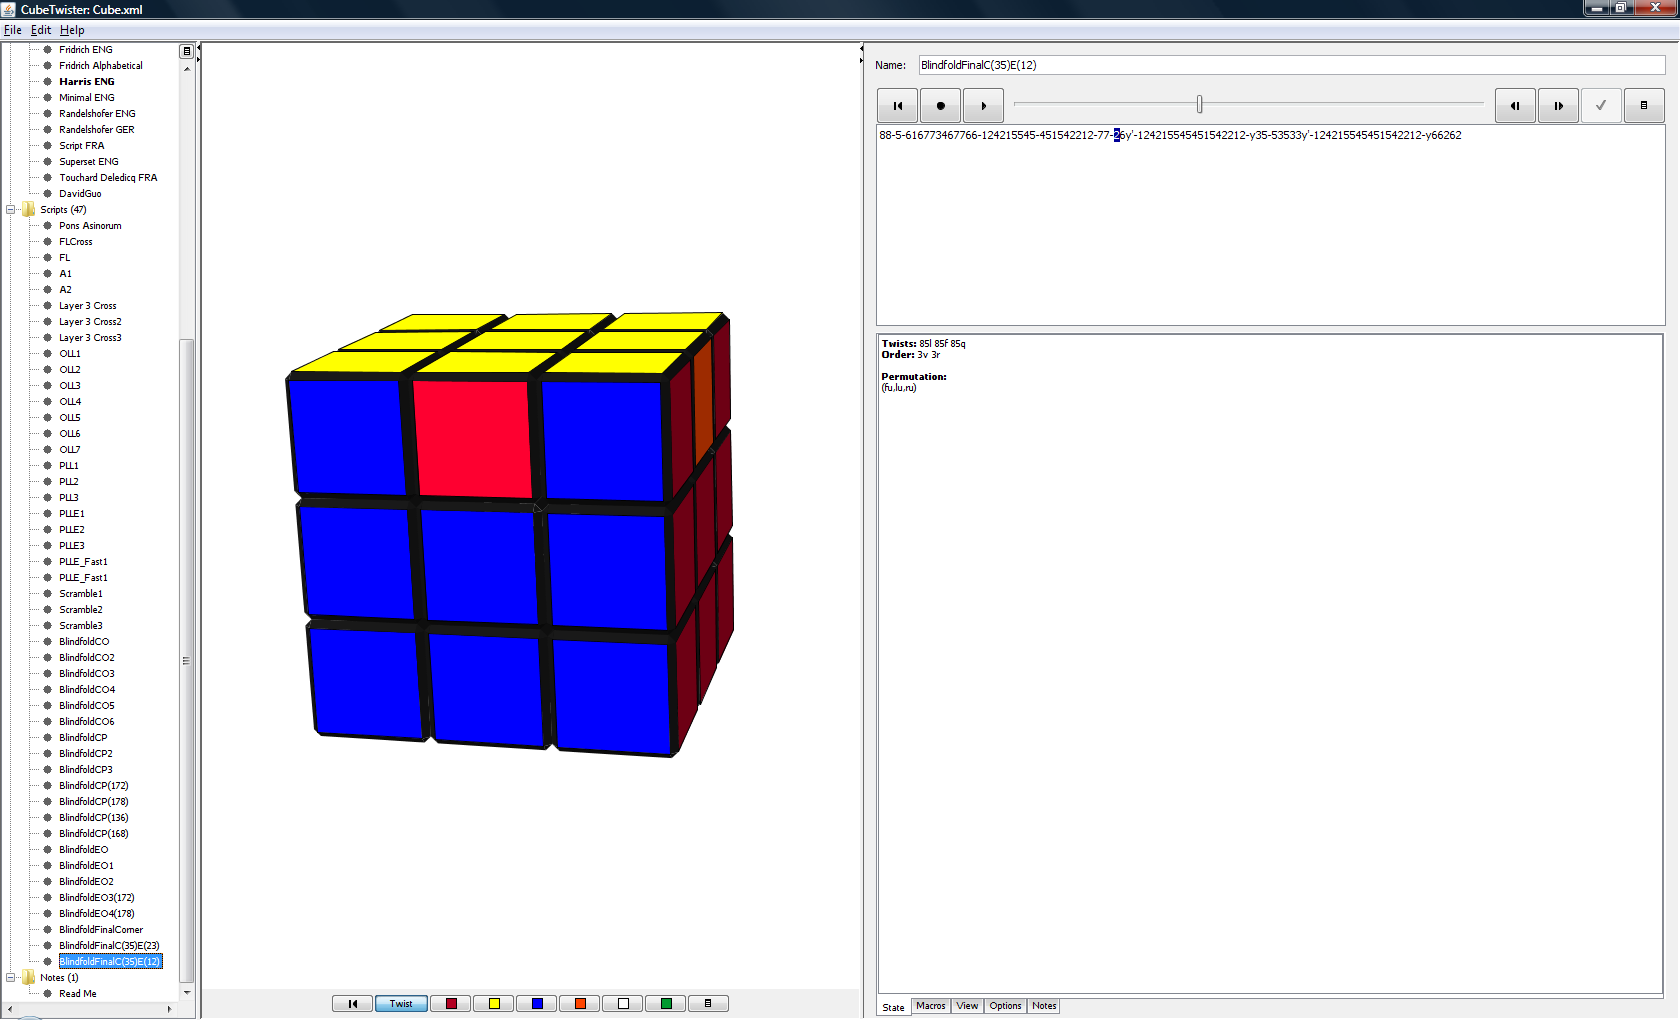 CubeTwister: Cube.xml
File Edit Help
Fridrich ENG
Fridrich Alphabetical
Harris ENG
Minimal ENG
Randelshofer ENG
Randelshofer GER
Script FRA
Superset ENG
Touchard Deledicq FRA
DavidGuo
Scripts (47)
Pons Asinorum
FLCross
FL
A1
A2
Layer 3 Cross
Layer 3 Cross2
Layer 3 Cross3
OLL1
OLL2
OLL3
OLL4
OLL5
OLL6
OLL7
PLL1
PLL2
PLL3
PLLE1
PLLE2
PLLE3
PLLE_Fast1
PLLE_Fast1
Scramble1
Scramble2
Scramble3
BlindfoldCO
BlindfoldCO2
BlindfoldCO3
BlindfoldCO4
BlindfoldCO5
BlindfoldCO6
BlindfoldCP
BlindfoldCP2
BlindfoldCP3
BlindfoldCP(172)
BlindfoldCP(178)
BlindfoldCP(136)
BlindfoldCP(168)
BlindfoldEO
BlindfoldEO1
BlindfoldEO2
BlindfoldEO3(172)
BlindfoldEO4(178)
BlindfoldFinalCorner
BlindfoldFinalC(35)E(23)
BlindfoldFinalC(35)E(12)
Notes (1)
Read Me
Twist
Name: BlindfoldFinalC(35)E(12)
88-5-616773467766-124215545-451542212-77-26y'-124215545451542212-y35-53533y'-124215545451542212-y66262
Twists: 85l 85f 85q
Order: 3v 3r
Permutation:
(fu,lu,ru)
State Macros View Options Notes